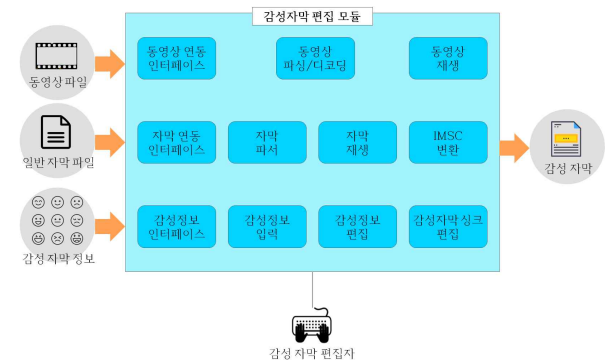 감성자막 편집 모듈
동영상 연동
인터페이스
동영상
파싱/디코딩
동영상
재생
동영상 파일
자막 연동
인터페이스
자막
파서
자막
재생
IMSC
변환
일반 자막 파일
감성 자막
감성정보
인터페이스
감성정보
입력
감성정보
편집
감성자막 싱크
편집
감성 자막 정보
감성 자막 편집자